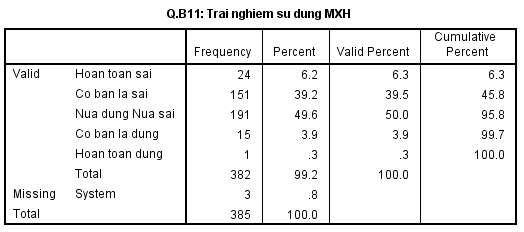 Q.B11: Trai nghiem su dung MXH
Frequency Percent Valid Percent Cumulative Percent
Valid Hoan toan sai 24 6.2 6.3 6.3
Co ban la sai 151 39.2 39.5 45.8
Nua dung Nua sai 191 49.6 50.0 95.8
Co ban la dung 15 3.9 3.9 99.7
Hoan toan dung 1 .3 .3 100.0
Total 382 99.2 100.0
Missing System 3 .8
Total 385 100.0